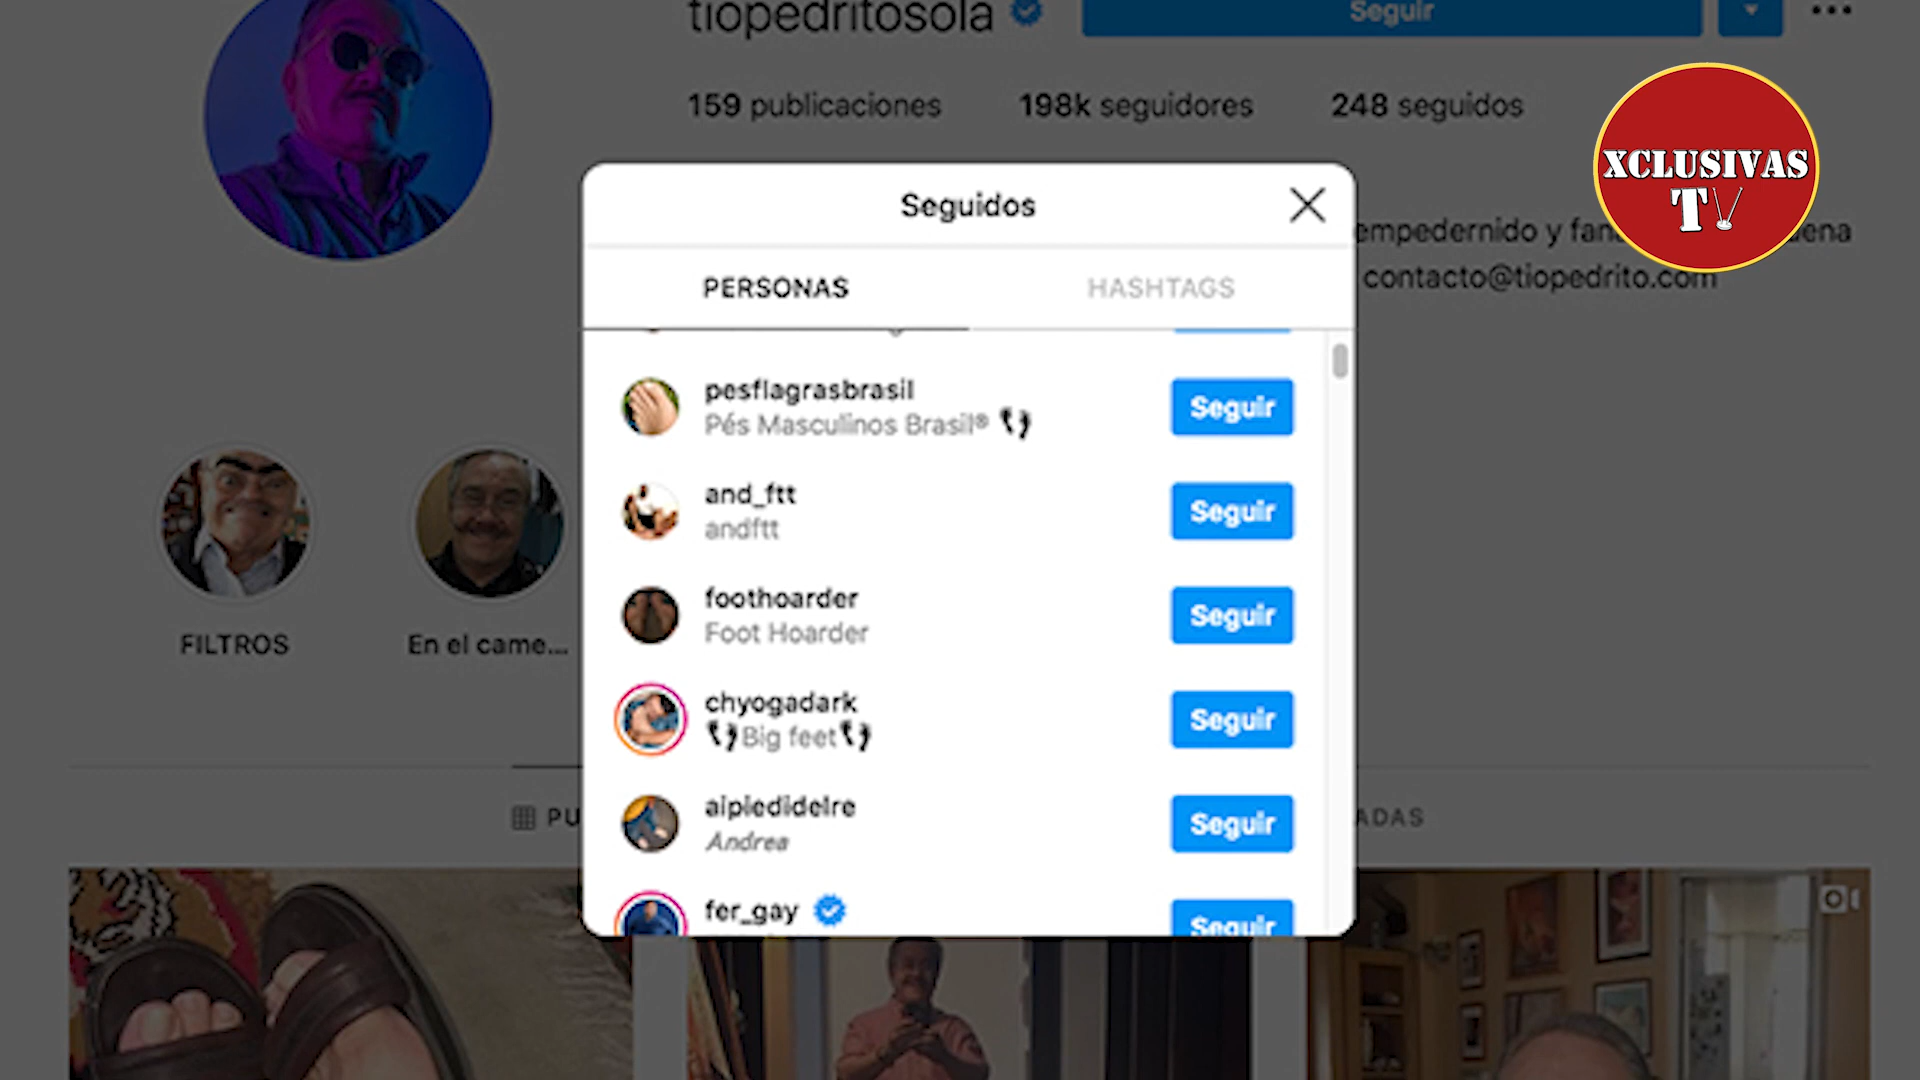 tiopedritosola
Seguir
159 publicaciones
198k seguidores
248 seguidos
XCLUSIVAS
TV
empedernido y fan
ena
contacto@tiopedrito.com
Seguidos
PERSONAS
HASHTAGS
pesflagrasbrasil
Pés Masculinos Brasil® 👣
Seguir
and_ftt
andftt
Seguir
foothoarder
Foot Hoarder
Seguir
chyogadark
👣Big feet👣
Seguir
aipiedidelre
Andrea
Seguir
fer_gay
Seguir
FILTROS
En el came...
PU
ADAS